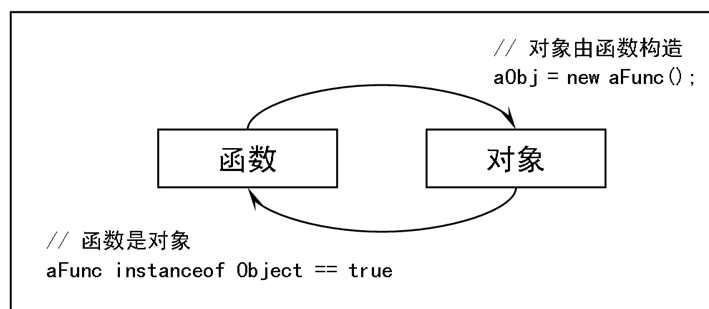 // 对象由函数构造
aObj = new aFunc();
函数
对象
// 函数是对象
aFunc instanceof Object == true